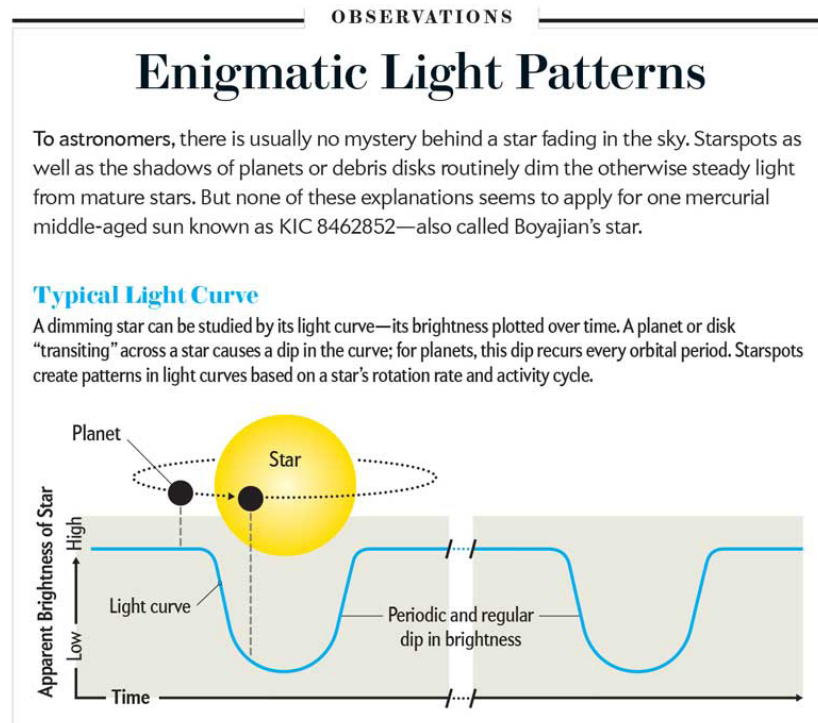 OBSERVATIONS
Enigmatic Light Patterns
To astronomers, there is usually no mystery behind a star fading in the sky. Starspots as
well as the shadows of planets or debris disks routinely dim the otherwise steady light
from mature stars. But none of these explanations seems to apply for one mercurial
middle-aged sun known as KIC 8462852—also called Boyajian’s star.
Typical Light Curve
A dimming star can be studied by its light curve—its brightness plotted over time. A planet or disk
“transiting” across a star causes a dip in the curve; for planets, this dip recurs every orbital period. Starspots
create patterns in light curves based on a star’s rotation rate and activity cycle.
Planet
Star
Apparent Brightness of Star
High
Low
Light curve
Periodic and regular
dip in brightness
Time